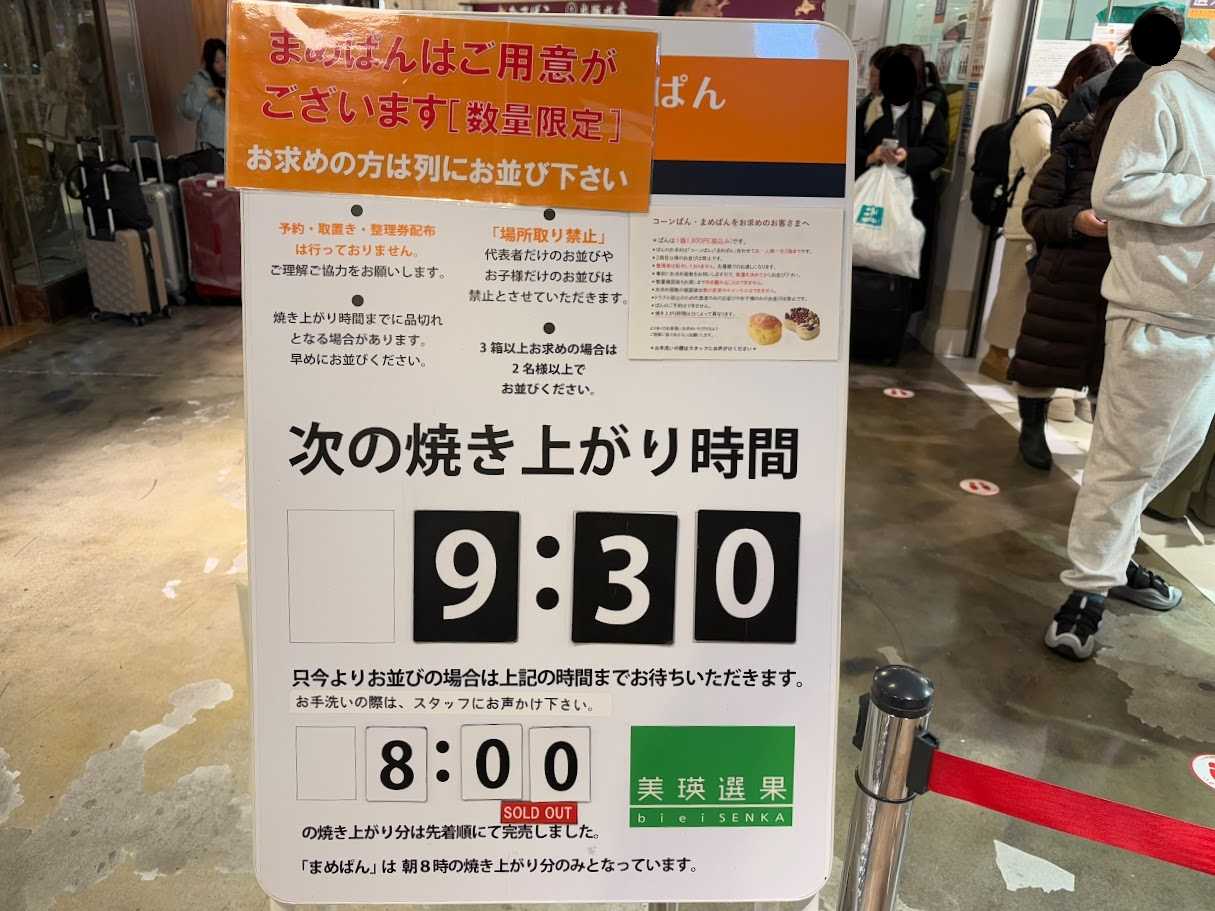 まめぱんはご用意が
ございます[数量限定]
お求めの方は列にお並び下さい
ぱん
予約・取置き・整理券配布
は行っておりません。
ご理解ご協力をお願いします。
焼き上がり時間までに品切れ
となる場合があります。
早めにお並びください。
「場所取り禁止」
代表者だけのお並びや
お子様だけのお並びは
禁止とさせていただきます。
3箱以上お求めの場合は
2名様以上で
お並びください。
コーンぱん・まめぱんをお求めのお客さまへ
次の焼き上がり時間
9:30
只今よりお並びの場合は上記の時間までお待ちいただきます。
お手洗いの際は、スタッフにお声かけ下さい。
8:00
SOLD OUT
の焼き上がり分は先着順にて完売しました。
「まめぱん」は 朝8時の焼き上がり分のみとなっています。
美瑛選果
biei SENKA